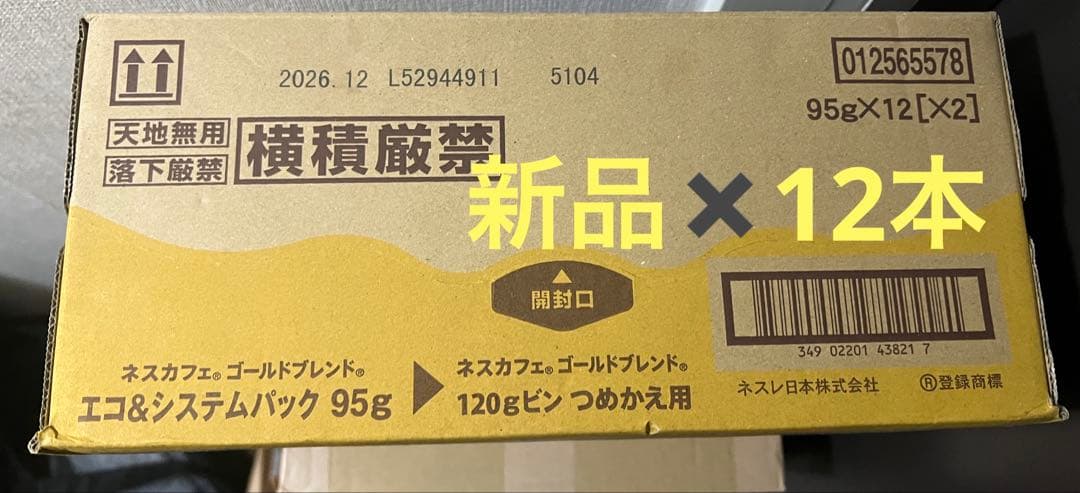 2026.12 L52944911 5104
012565578
95g×12[×2]
天地無用
落下厳禁
横積厳禁
新品✖12本
開封口
349 02201 43821 7
ネスレ日本株式会社 ®登録商標
ネスカフェ® ゴールドブレンド®
エコ&システムパック 95g
ネスカフェ® ゴールドブレンド®
120gビン つめかえ用